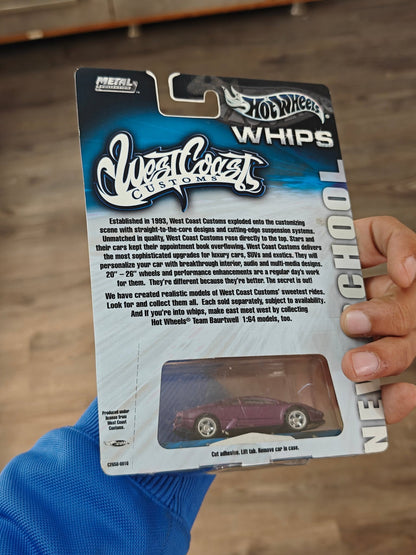 METAL
COLLECTION
Hot Wheels
WHIPS
West Coast
CUSTOMS
Established in 1993, West Coast Customs exploded onto the customizing
scene with straight-to-the-core designs and cutting-edge suspension systems.
Unmatched in quality, West Coast Customs rose directly to the top. Stars and
their cars kept their appointment book overflowing. West Coast Customs delivers
the most sophisticated upgrades for luxury cars, SUVs and exotics. They will
personalize your car with breakthrough interior, audio and multi-media designs.
20" – 26" wheels and performance enhancements are a regular day's work
for them. They're different because they're better. The secret is out!
We have created realistic models of West Coast Customs' sweetest rides.
Look for and collect them all. Each sold separately, subject to availability.
And if you're into whips, make east meet west by collecting
Hot Wheels® Team Baurtwell 1:64 models, too.
Produced under
license from
West Coast
Customs.
Cut adhesive. Lift tab. Remove car in case.
NE
CHOOL